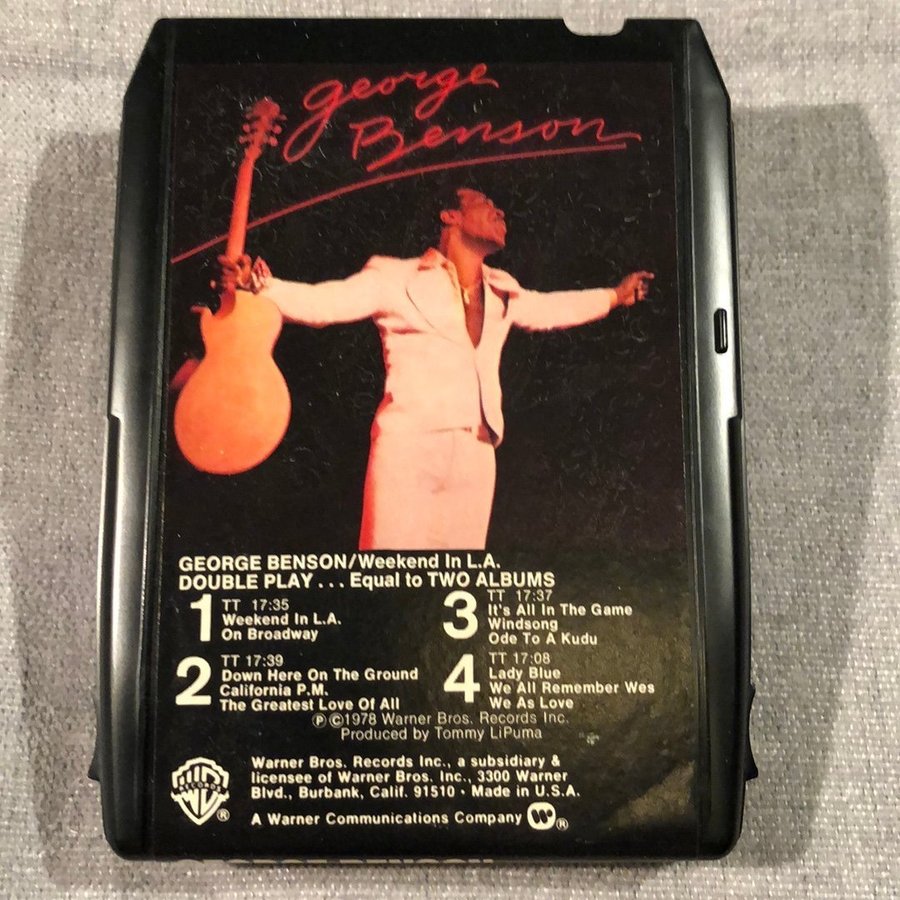 george
Benson
GEORGE BENSON/Weekend In L.A.
DOUBLE PLAY... Equal to TWO ALBUMS
1 TT 17:35
Weekend In L.A.
On Broadway
2 TT 17:39
Down Here On The Ground
California P.M.
The Greatest Love Of All
3 TT 17:37
It's All In The Game
Windsong
Ode To A Kudu
4 TT 17:08
Lady Blue
We All Remember Wes
We As Love
℗©1978 Warner Bros. Records Inc.
Produced by Tommy LiPuma
RECORDS
®
Warner Bros. Records Inc., a subsidiary &
licensee of Warner Bros. Inc., 3300 Warner
Blvd., Burbank, Calif. 91510 · Made in U.S.A.
A Warner Communications Company ®
GEORGE BENSON